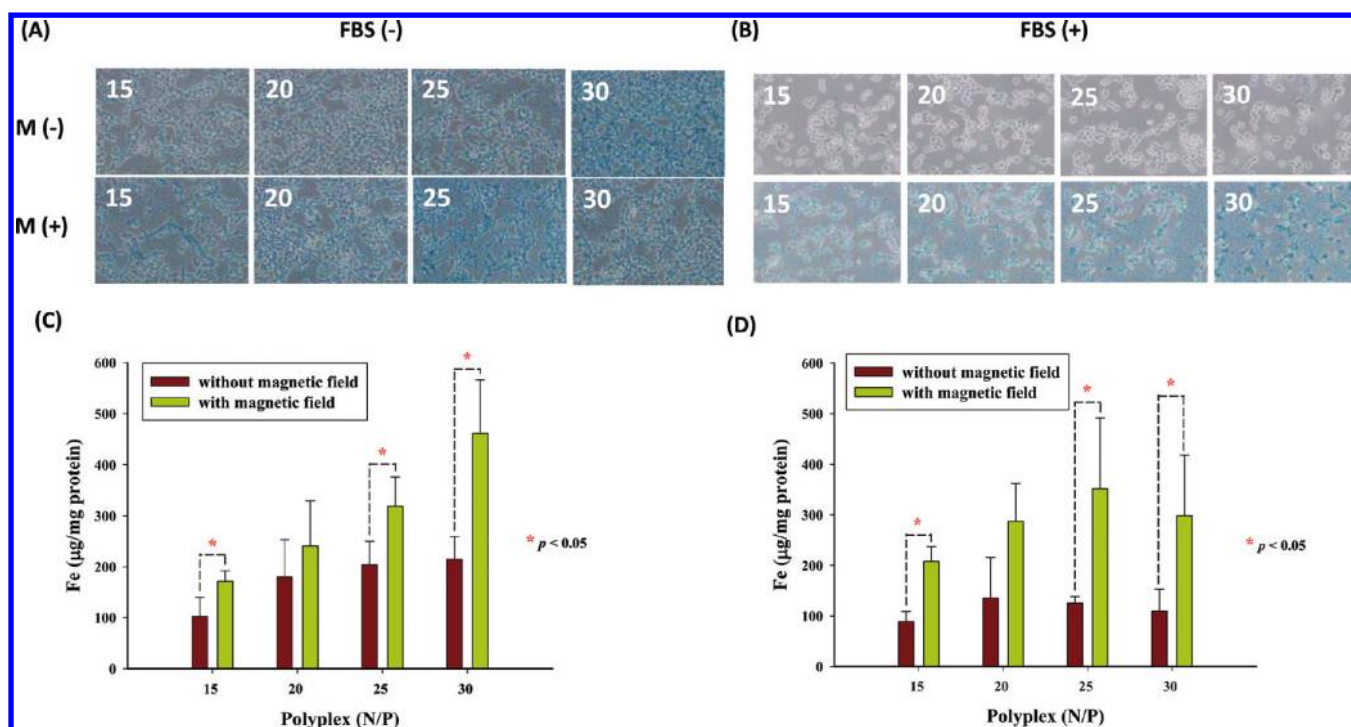 (A) FBS (-)
(B) FBS (+)
M (-)
15 20 25 30
15 20 25 30
M (+)
15 20 25 30
15 20 25 30
(C)
600
500
400
300
200
100
0
Fe (µg/mg protein)
without magnetic field
with magnetic field
*
*
*
* p < 0.05
15 20 25 30
Polyplex (N/P)
(D)
600
500
400
300
200
100
0
Fe (µg/mg protein)
without magnetic field
with magnetic field
*
*
*
* p < 0.05
15 20 25 30
Polyplex (N/P)